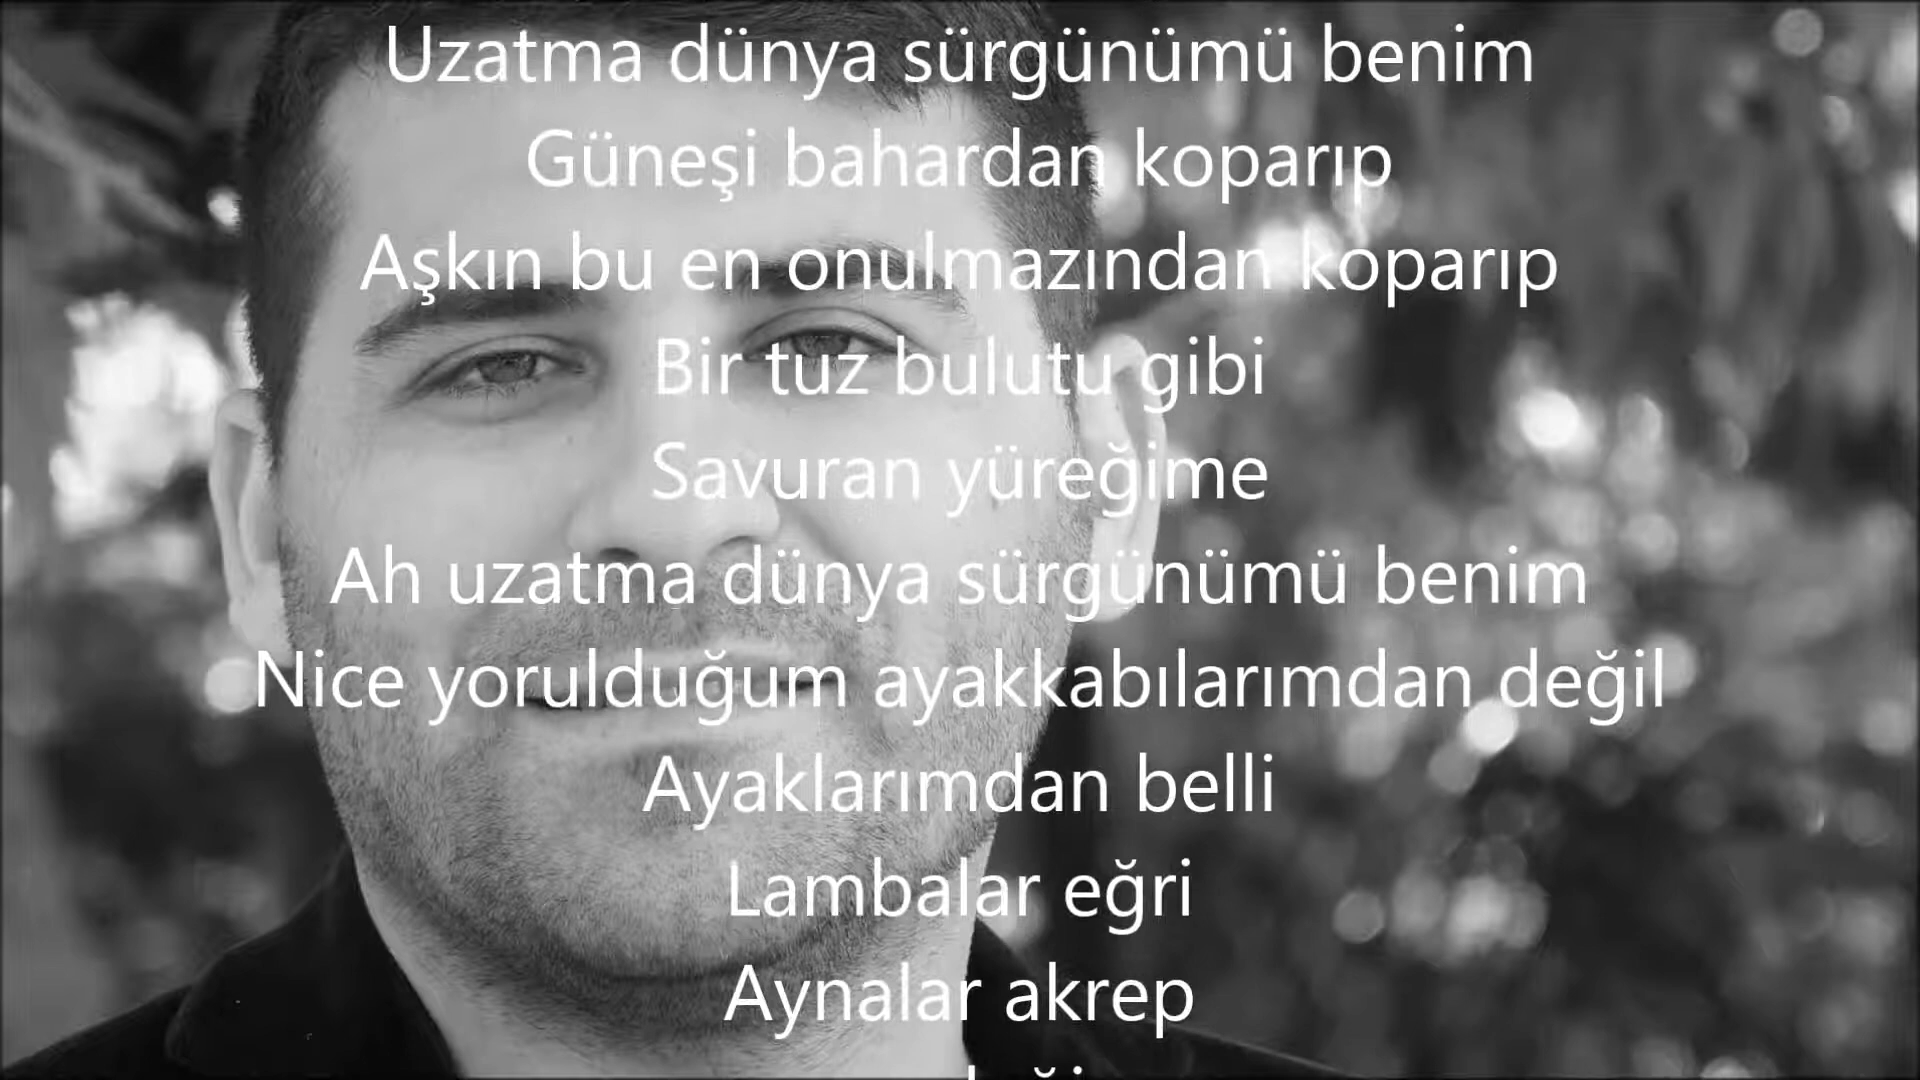 Uzatma dünya sürgünümü benim
Güneşi bahardan koparıp
Aşkın bu en onulmazından koparıp
Bir tuz bulutu gibi
Savuran yüreğime
Ah uzatma dünya sürgünümü benim
Nice yorulduğum ayakkabılarımdan değil
Ayaklarımdan belli
Lambalar eğri
Aynalar akrep